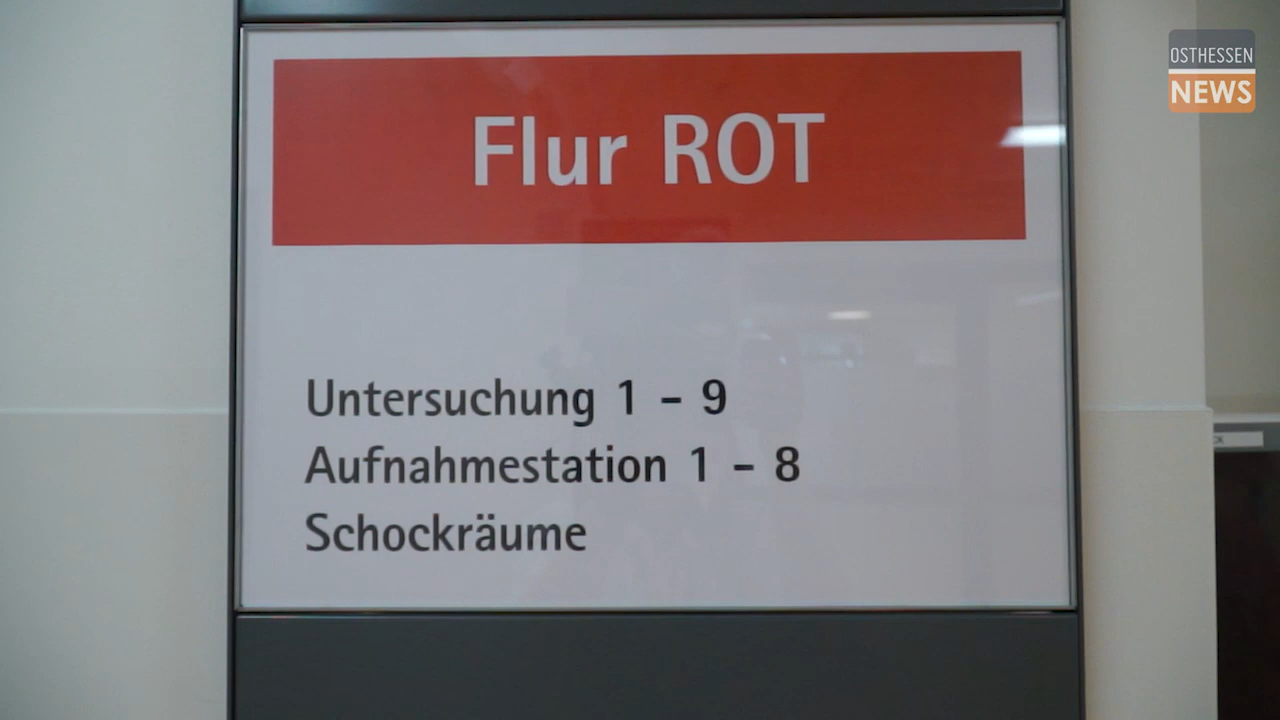 OSTHESSEN
NEWS
Flur ROT
Untersuchung 1 - 9
Aufnahmestation 1 - 8
Schockräume